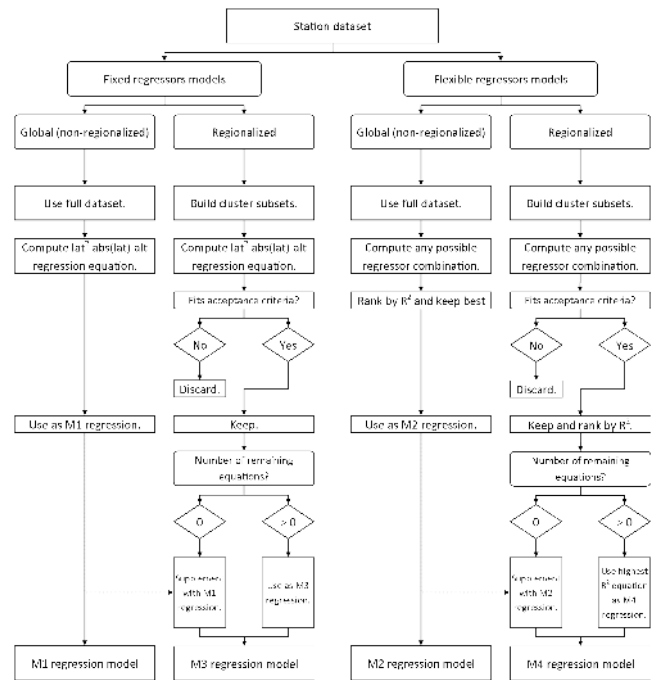 Station dataset
Fixed regressors models
Flexible regressors models
Global (non-regionalized)
Regionalized
Global (non-regionalized)
Regionalized
Use full dataset.
Build cluster subsets.
Use full dataset.
Build cluster subsets.
Compute lat² abs(lat) alt
regression equation.
Compute lat² abs(lat) alt
regression equation.
Compute any possible
regressor combination.
Compute any possible
regressor combination.
Fits acceptance criteria?
Rank by R² and keep best
Fits acceptance criteria?
No
Yes
No
Yes
Discard.
Discard.
Use as M1 regression.
Keep.
Use as M2 regression.
Keep and rank by R².
Number of remaining
equations?
Number of remaining
equations?
0
> 0
0
> 0
Supplement
with M1
regression.
Use as M3
regression.
Supplement
with M2
regression.
Use highest
R² equation
as M4
regression.
M1 regression model
M3 regression model
M2 regression model
M4 regression model